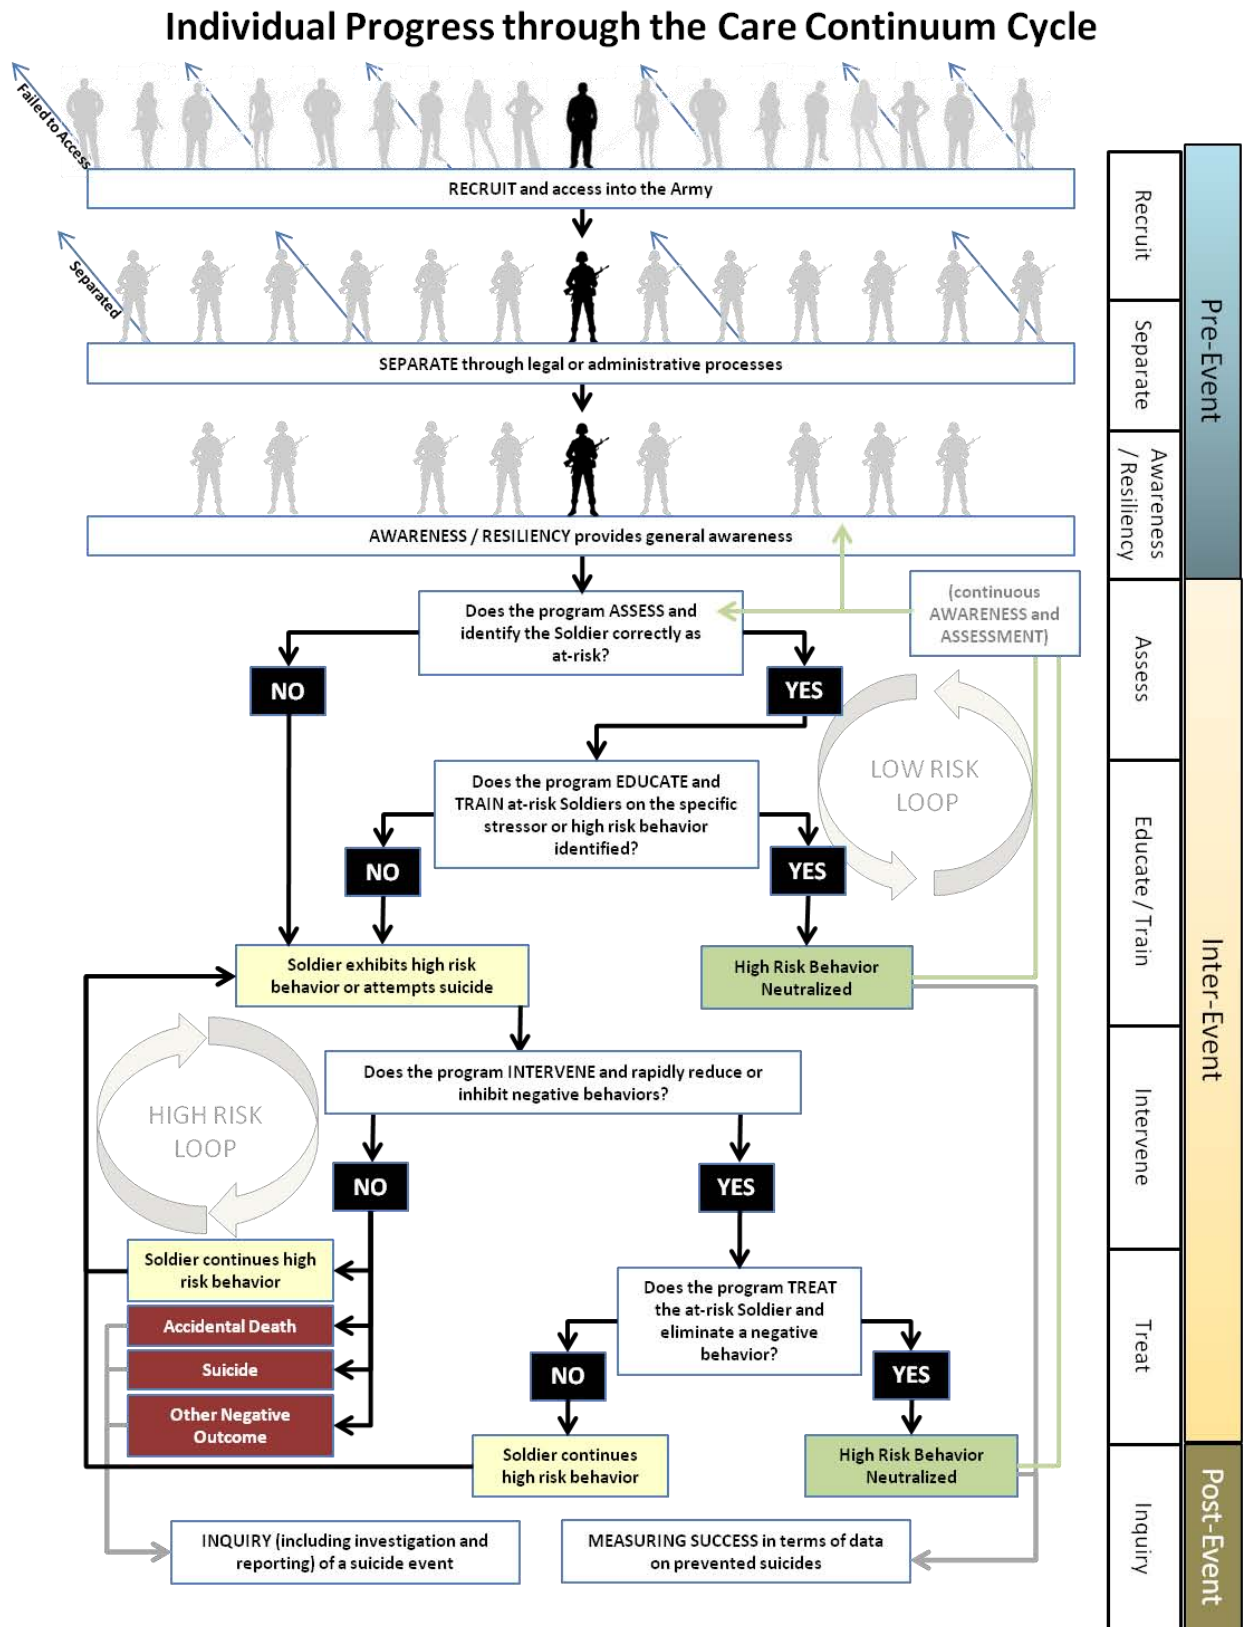 Individual Progress through the Care Continuum Cycle
Failed to Access
RECRUIT and access into the Army
Separated
SEPARATE through legal or administrative processes
AWARENESS / RESILIENCY provides general awareness
Does the program ASSESS and
identify the Soldier correctly as
at-risk?
(continuous
AWARENESS and
ASSESSMENT)
NO
YES
LOW RISK
LOOP
Does the program EDUCATE and
TRAIN at-risk Soldiers on the specific
stressor or high risk behavior
identified?
NO
YES
Soldier exhibits high risk
behavior or attempts suicide
High Risk Behavior
Neutralized
HIGH RISK
LOOP
Does the program INTERVENE and rapidly reduce or
inhibit negative behaviors?
NO
YES
Soldier continues high
risk behavior
Accidental Death
Suicide
Other Negative
Outcome
Does the program TREAT
the at-risk Soldier and
eliminate a negative
behavior?
NO
YES
Soldier continues
high risk behavior
High Risk Behavior
Neutralized
INQUIRY (including investigation and
reporting) of a suicide event
MEASURING SUCCESS in terms of data
on prevented suicides
Recruit
Separate
Awareness
/ Resiliency
Assess
Educate / Train
Intervene
Treat
Inquiry
Pre-Event
Inter-Event
Post-Event